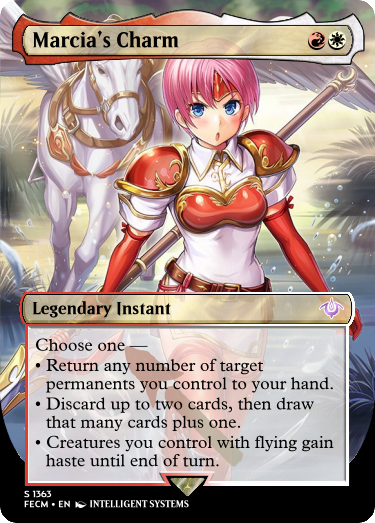 Marcia's Charm
Legendary Instant
Choose one —
• Return any number of target
permanents you control to your hand.
• Discard up to two cards, then draw
that many cards plus one.
• Creatures you control with flying gain
haste until end of turn.
S 1363
FECM • EN INTELLIGENT SYSTEMS